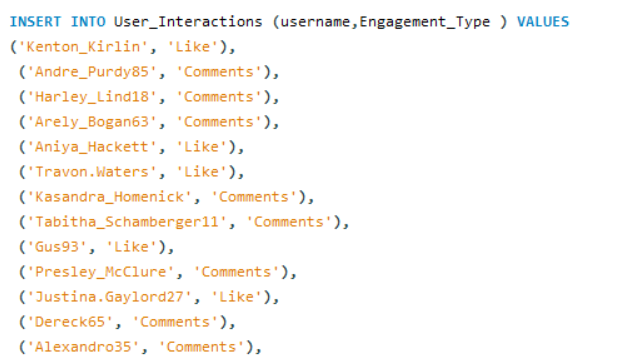 INSERT INTO User_Interactions (username,Engagement_Type ) VALUES
('Kenton_Kirlin', 'Like'),
('Andre_Purdy85', 'Comments'),
('Harley_Lind18', 'Comments'),
('Arely_Bogan63', 'Comments'),
('Aniya_Hackett', 'Like'),
('Travon.Waters', 'Like'),
('Kasandra_Homenick', 'Comments'),
('Tabitha_Schamberger11', 'Comments'),
('Gus93', 'Like'),
('Presley_McClure', 'Comments'),
('Justina.Gaylord27', 'Like'),
('Dereck65', 'Comments'),
('Alexandro35', 'Comments'),